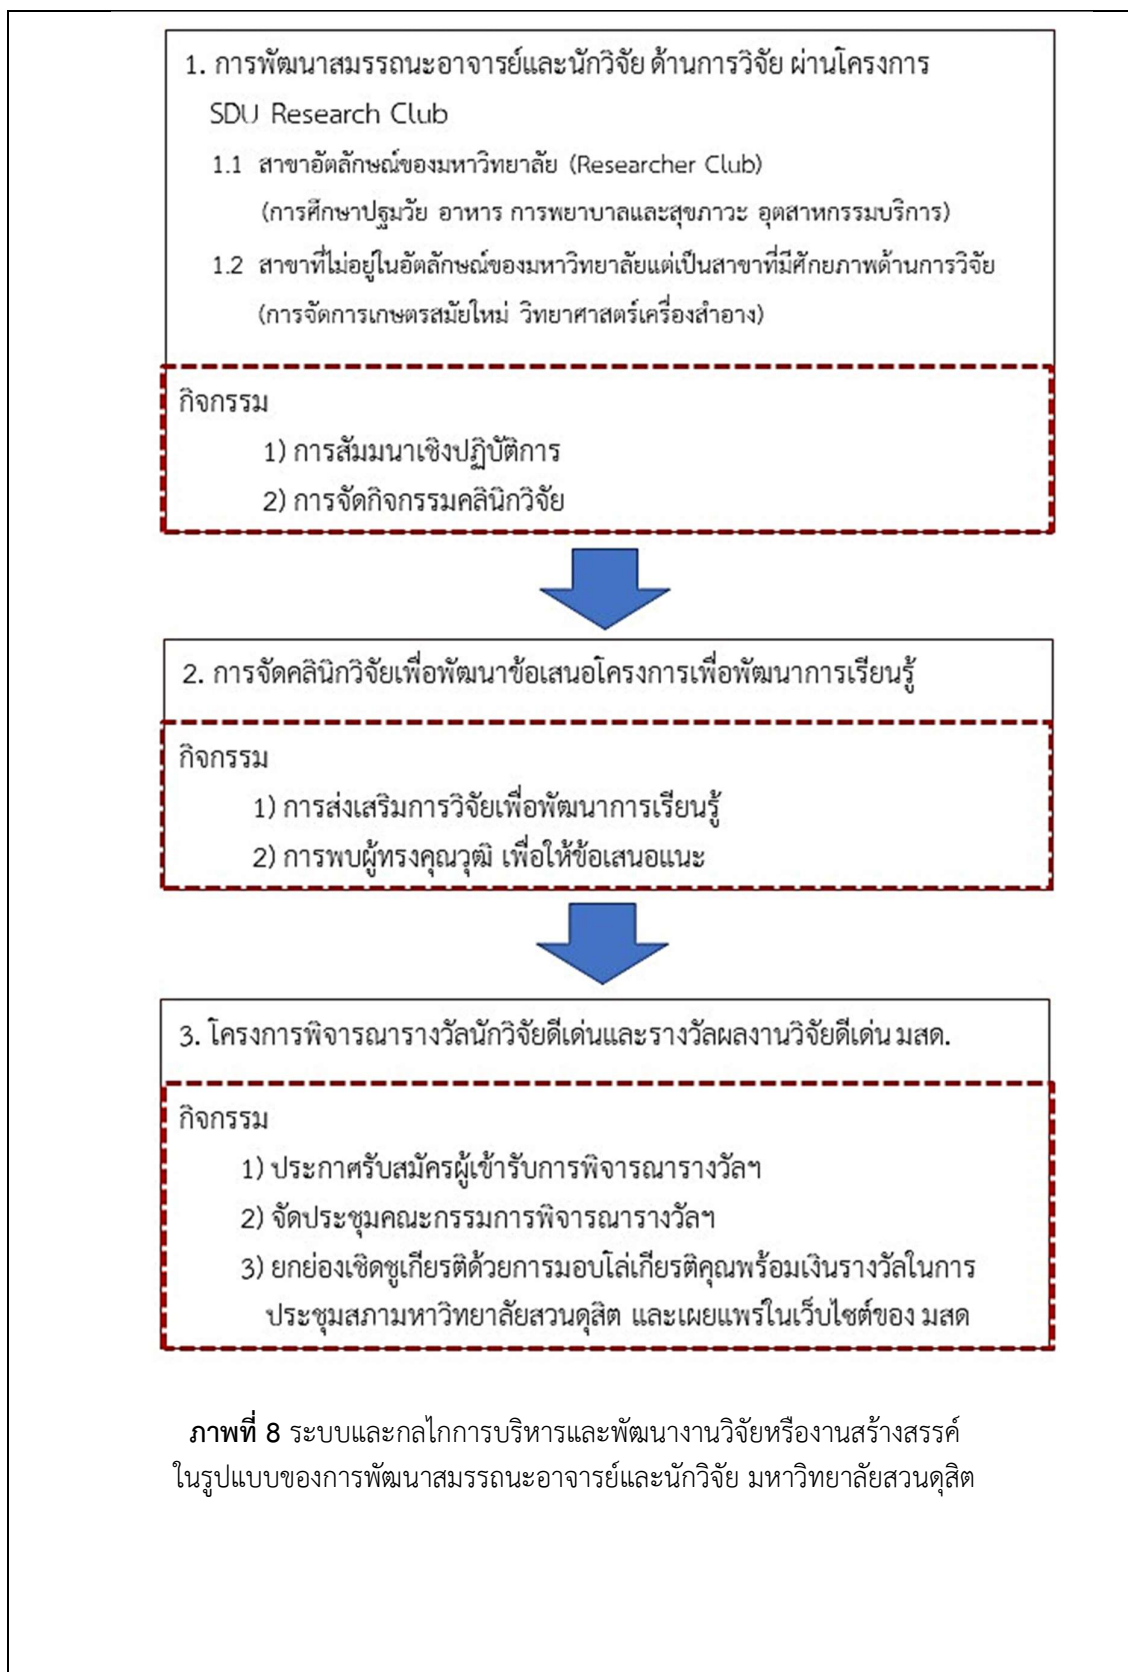 1. การพัฒนาสมรรถนะอาจารย์และนักวิจัย ด้านการวิจัย ผ่านโครงการ
SDU Research Club
1.1 สาขาอัตลักษณ์ของมหาวิทยาลัย (Researcher Club)
(การศึกษาปฐมวัย อาหาร การพยาบาลและสุขภาวะ อุตสาหกรรมบริการ)
1.2 สาขาที่ไม่อยู่ในอัตลักษณ์ของมหาวิทยาลัยแต่เป็นสาขาที่มีศักยภาพด้านการวิจัย
(การจัดการเกษตรสมัยใหม่ วิทยาศาสตร์เครื่องสำอาง)
กิจกรรม
1) การสัมมนาเชิงปฏิบัติการ
2) การจัดกิจกรรมคลินิกวิจัย
2. การจัดคลินิกวิจัยเพื่อพัฒนาข้อเสนอโครงการเพื่อพัฒนาการเรียนรู้
กิจกรรม
1) การส่งเสริมการวิจัยเพื่อพัฒนาการเรียนรู้
2) การพบผู้ทรงคุณวุฒิ เพื่อให้ข้อเสนอแนะ
3. โครงการพิจารณารางวัลนักวิจัยดีเด่นและรางวัลผลงานวิจัยดีเด่น มสด.
กิจกรรม
1) ประกาศรับสมัครผู้เข้ารับการพิจารณารางวัลฯ
2) จัดประชุมคณะกรรมการพิจารณารางวัลฯ
3) ยกย่องเชิดชูเกียรติด้วยการมอบโล่เกียรติคุณพร้อมเงินรางวัลในการ
ประชุมสภามหาวิทยาลัยสวนดุสิต และเผยแพร่ในเว็บไซต์ของ มสด
ภาพที่ 8 ระบบและกลไกการบริหารและพัฒนางานวิจัยหรืองานสร้างสรรค์
ในรูปแบบของการพัฒนาสมรรถนะอาจารย์และนักวิจัย มหาวิทยาลัยสวนดุสิต